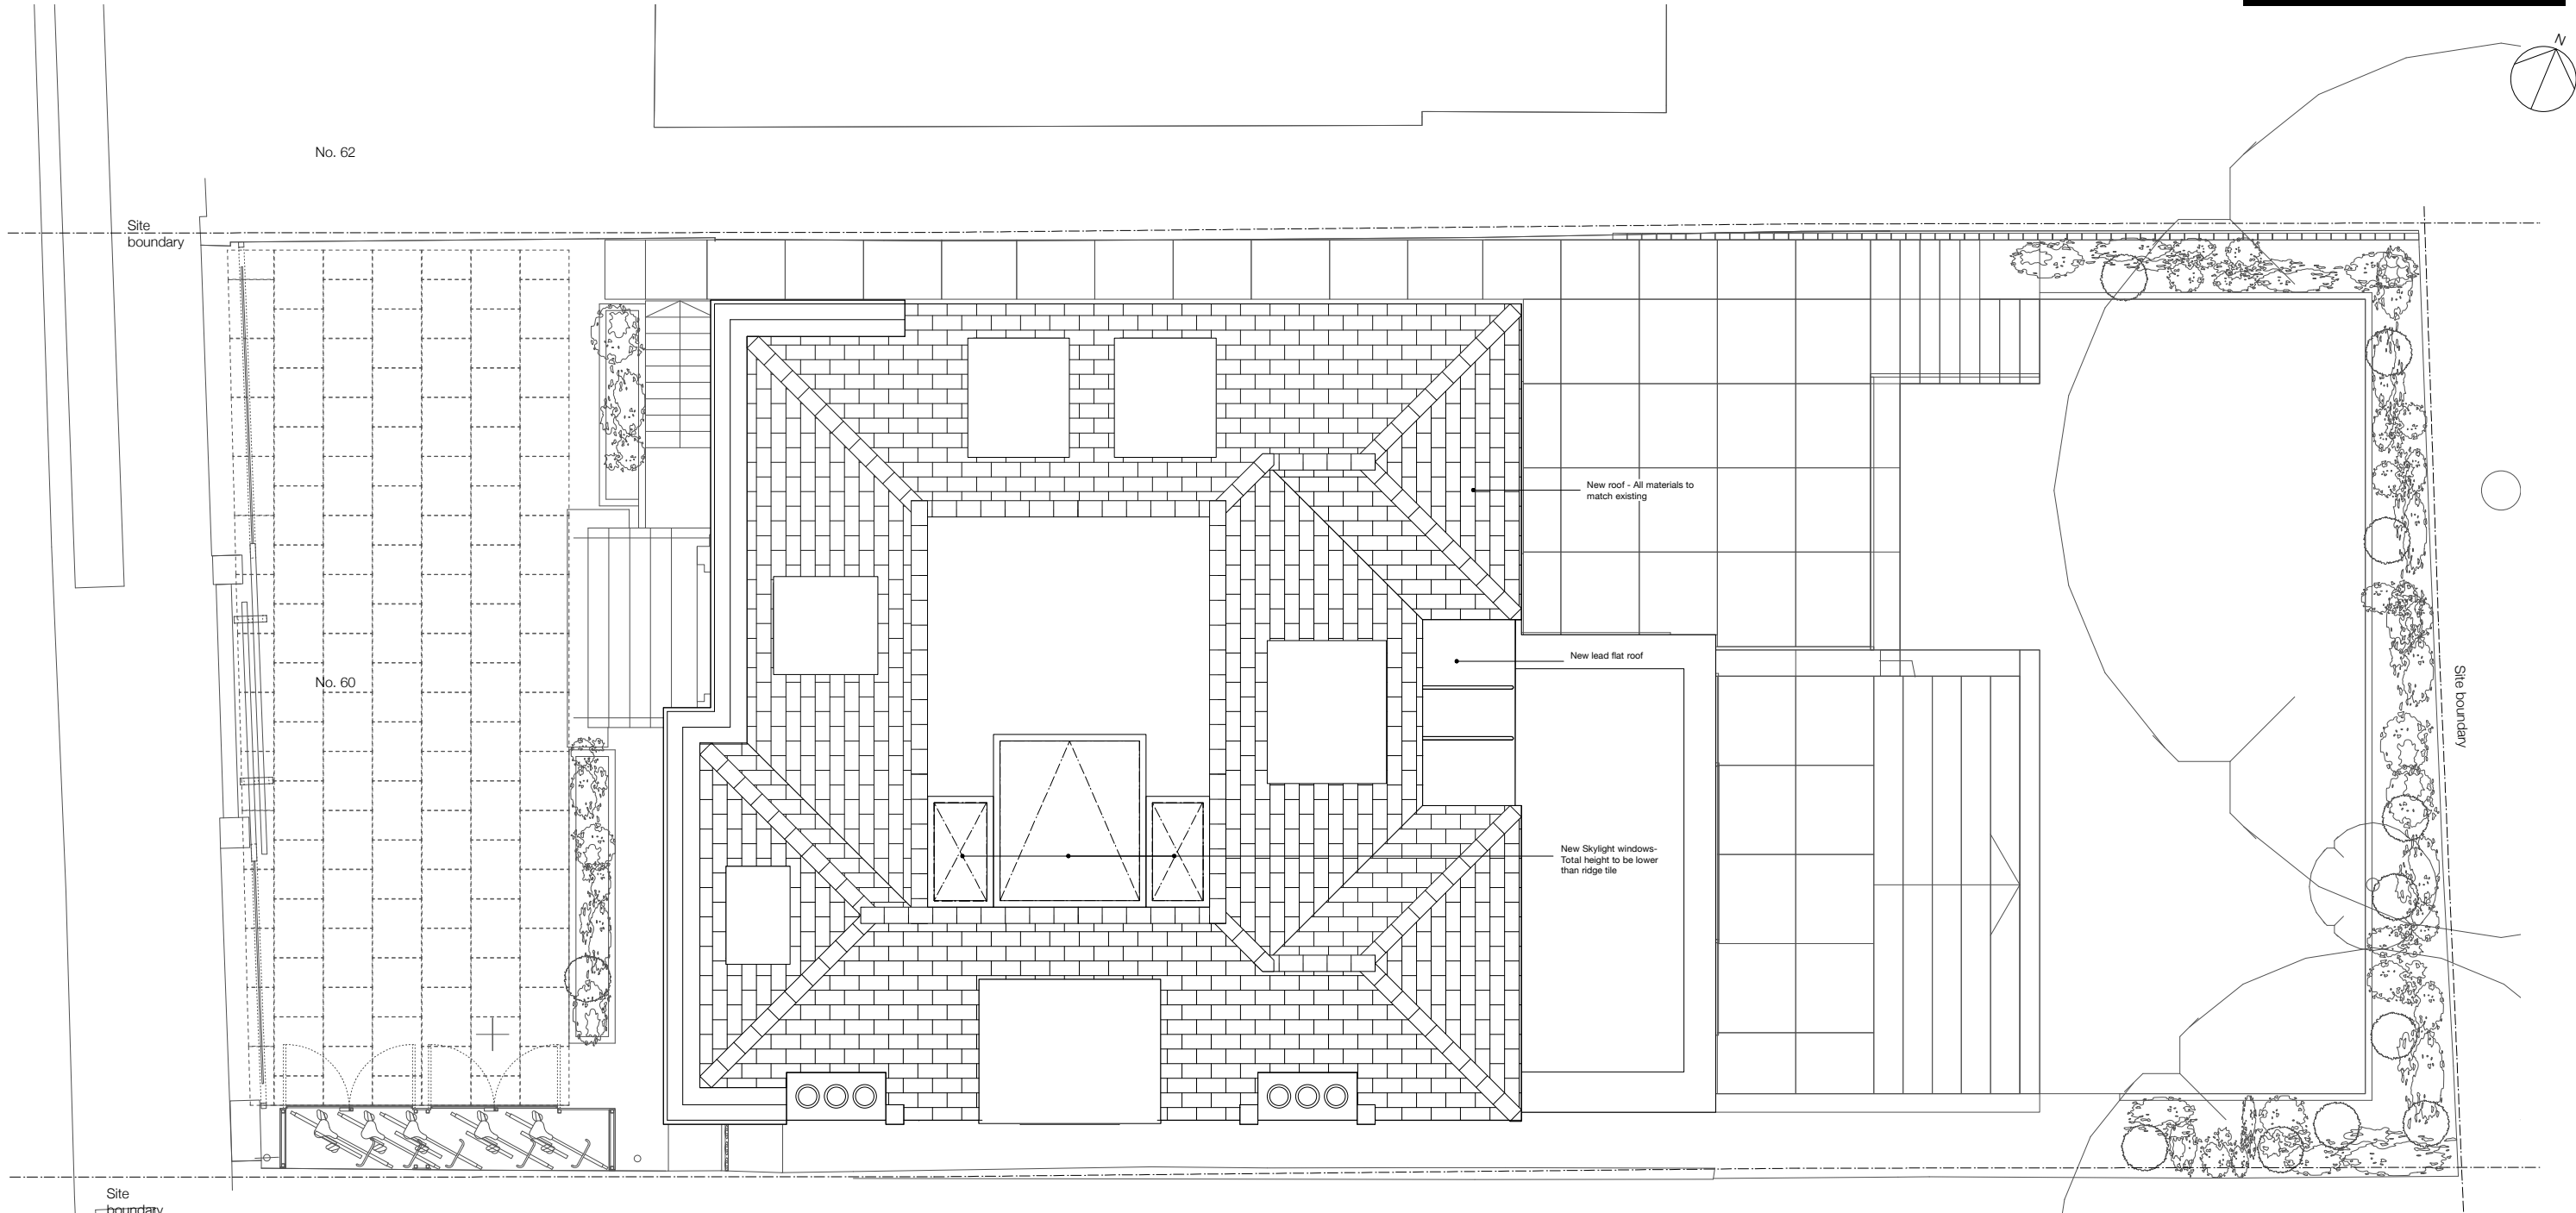 N
No. 62
Site
boundary
New roof - All materials to
match existing
New lead flat roof
No. 60
Site boundary
New Skylight windows-
Total height to be lower
than ridge tile
Site
boundary